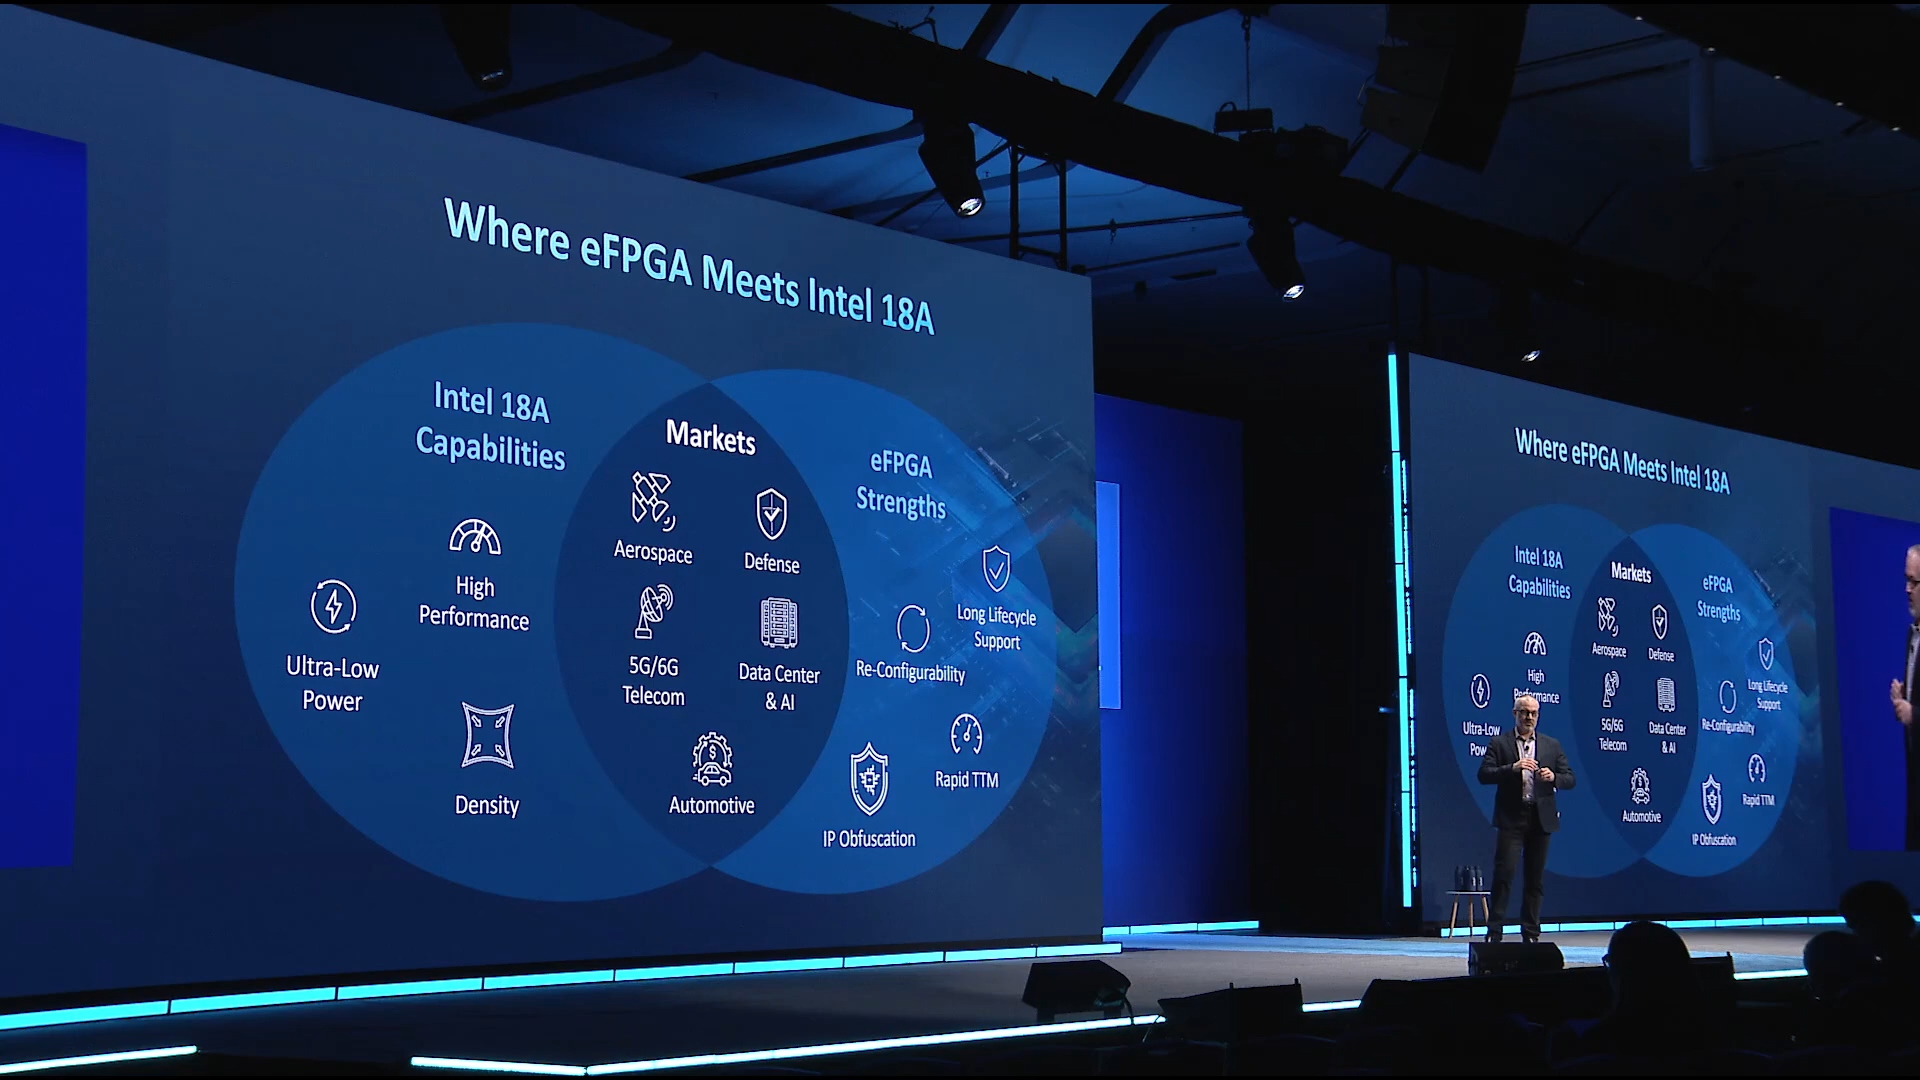 Where eFPGA Meets Intel 18A
Intel 18A
Capabilities
High
Performance
Ultra-Low
Power
Density
Markets
Aerospace
Defense
5G/6G
Telecom
Data Center
& AI
Automotive
eFPGA
Strengths
Long Lifecycle
Support
Re-Configurability
Rapid TTM
IP Obfuscation
Where eFPGA Meets Intel 18A
Intel 18A
Capabilities
High
Performance
Ultra-Low
Pow
Markets
Aerospace
Defense
5G/6G
Telecom
Data Center
& AI
Automotive
eFPGA
Strengths
Long Lifecycle
Support
Re-Configurability
Rapid TTM
IP Obfuscation